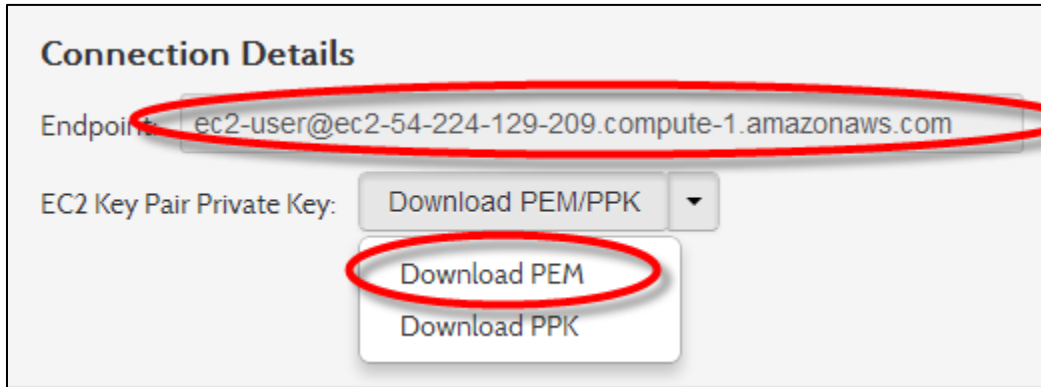 Connection Details
Endpoint: ec2-user@ec2-54-224-129-209.compute-1.amazonaws.com
EC2 Key Pair Private Key: Download PEM/PPK
Download PEM
Download PPK